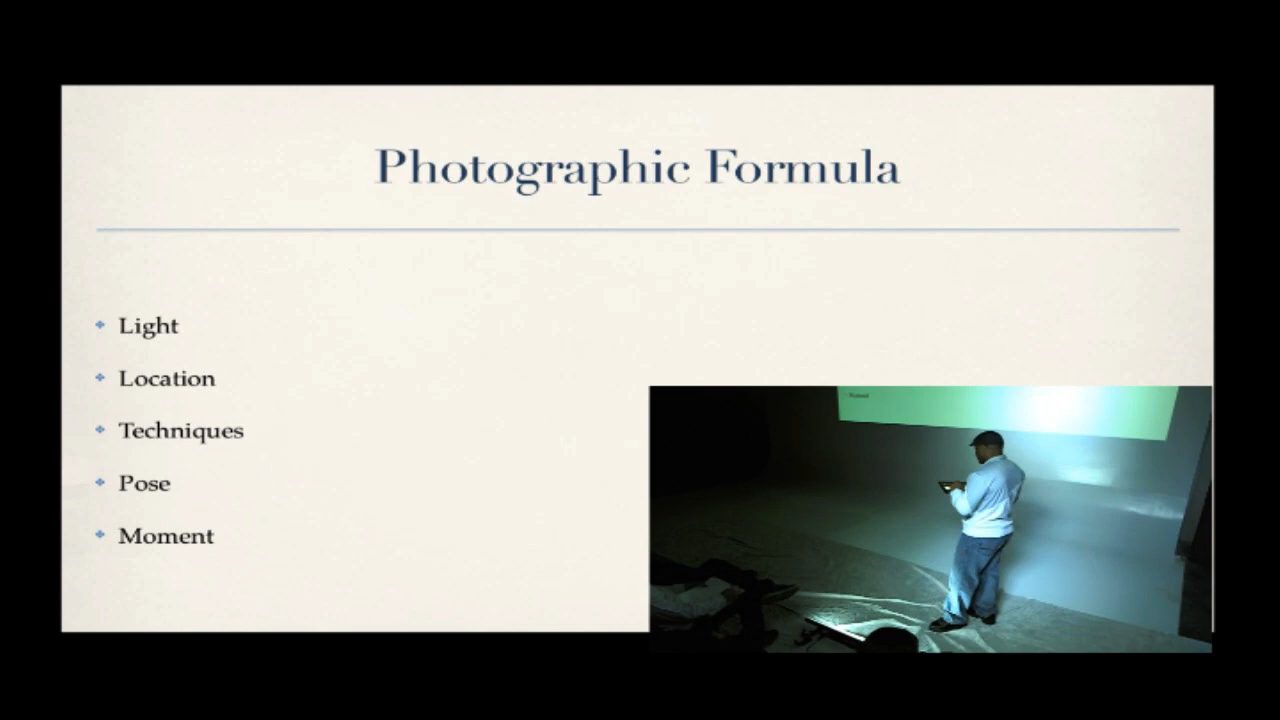 Photographic Formula
Light
Location
Techniques
Pose
Moment